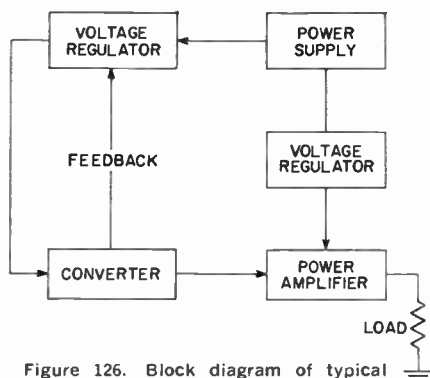 VOLTAGE
REGULATOR
POWER
SUPPLY
FEEDBACK
VOLTAGE
REGULATOR
CONVERTER
POWER
AMPLIFIER
LOAD
Figure 126. Block diagram of typical